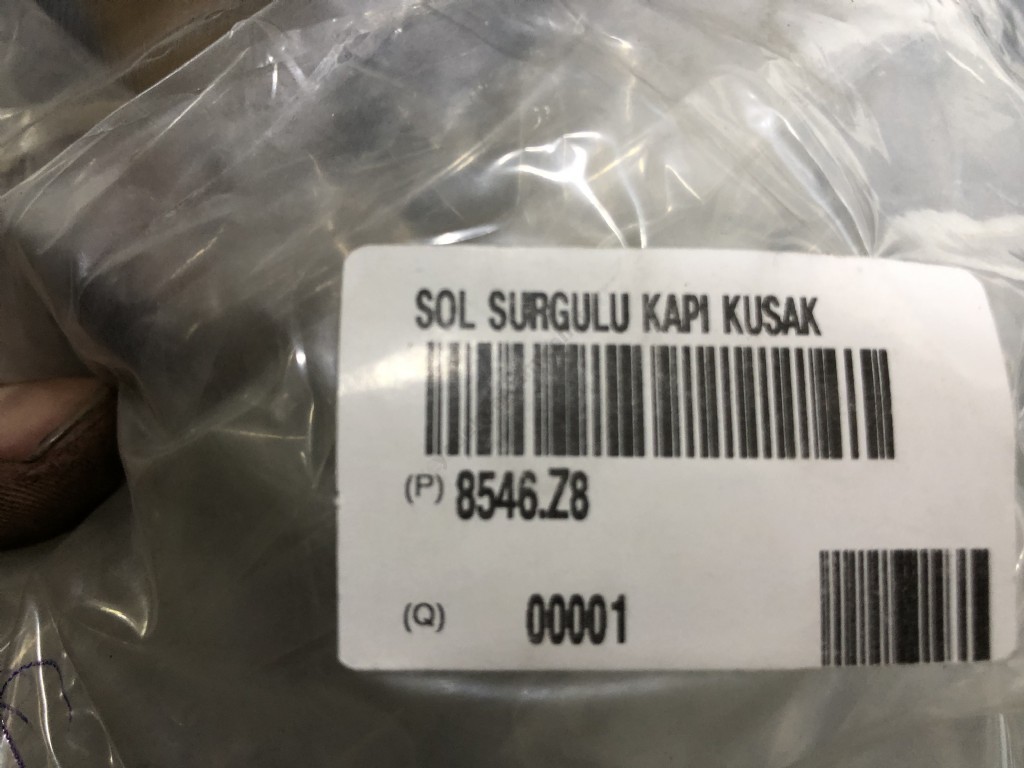 SOL SURGULU KAPI KUSAK
(P) 8546.Z8
(Q) 00001